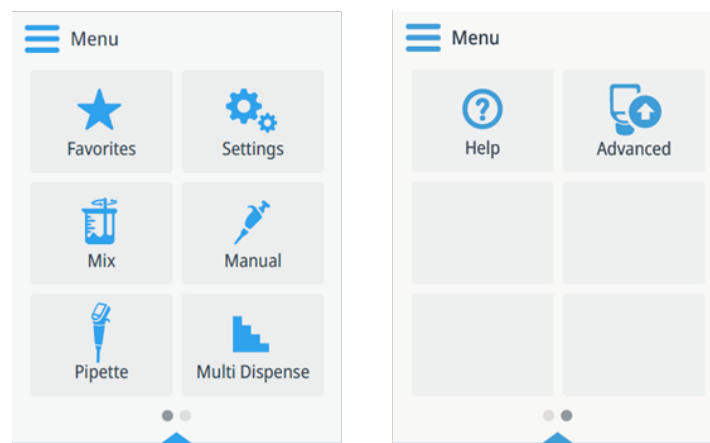 Menu
Favorites
Settings
Mix
Manual
Pipette
Multi Dispense
Menu
?
Help
Advanced